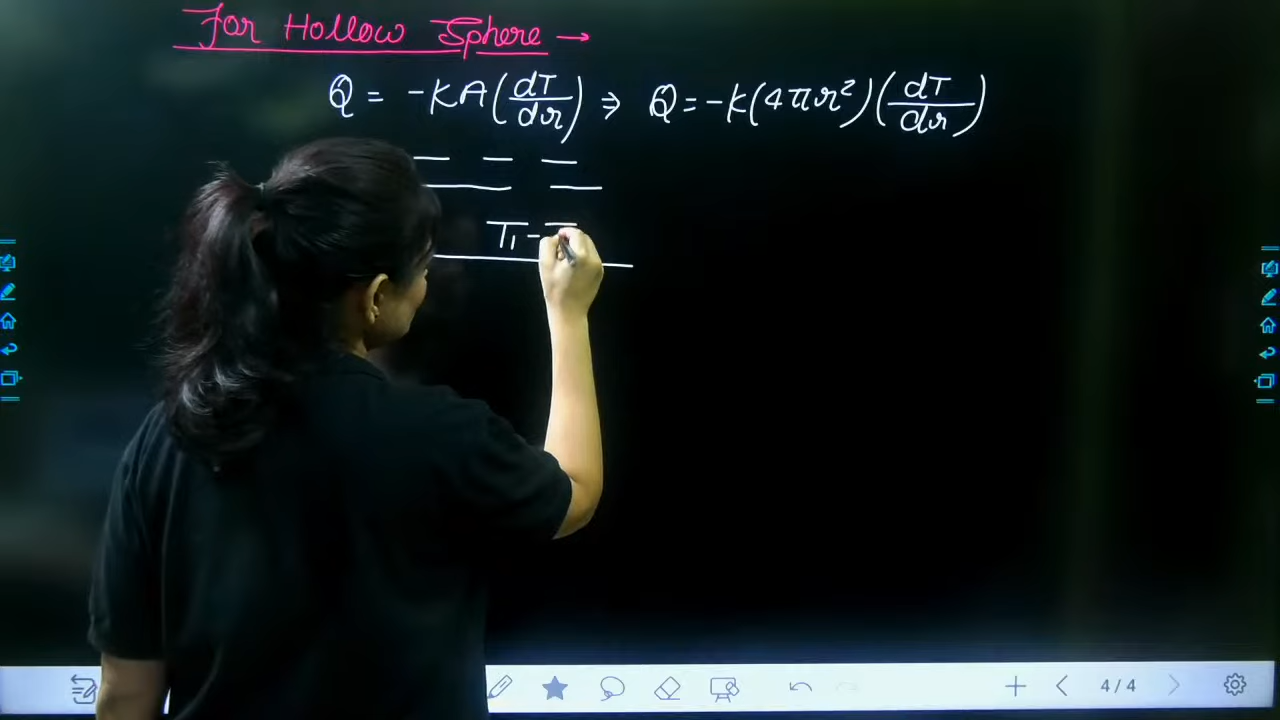 For Hollow Sphere →
Q = -KA(dT/dr) ⇒ Q = -K(4πr²)(dT/dr)
— — —
— —
T₁ -
4/4